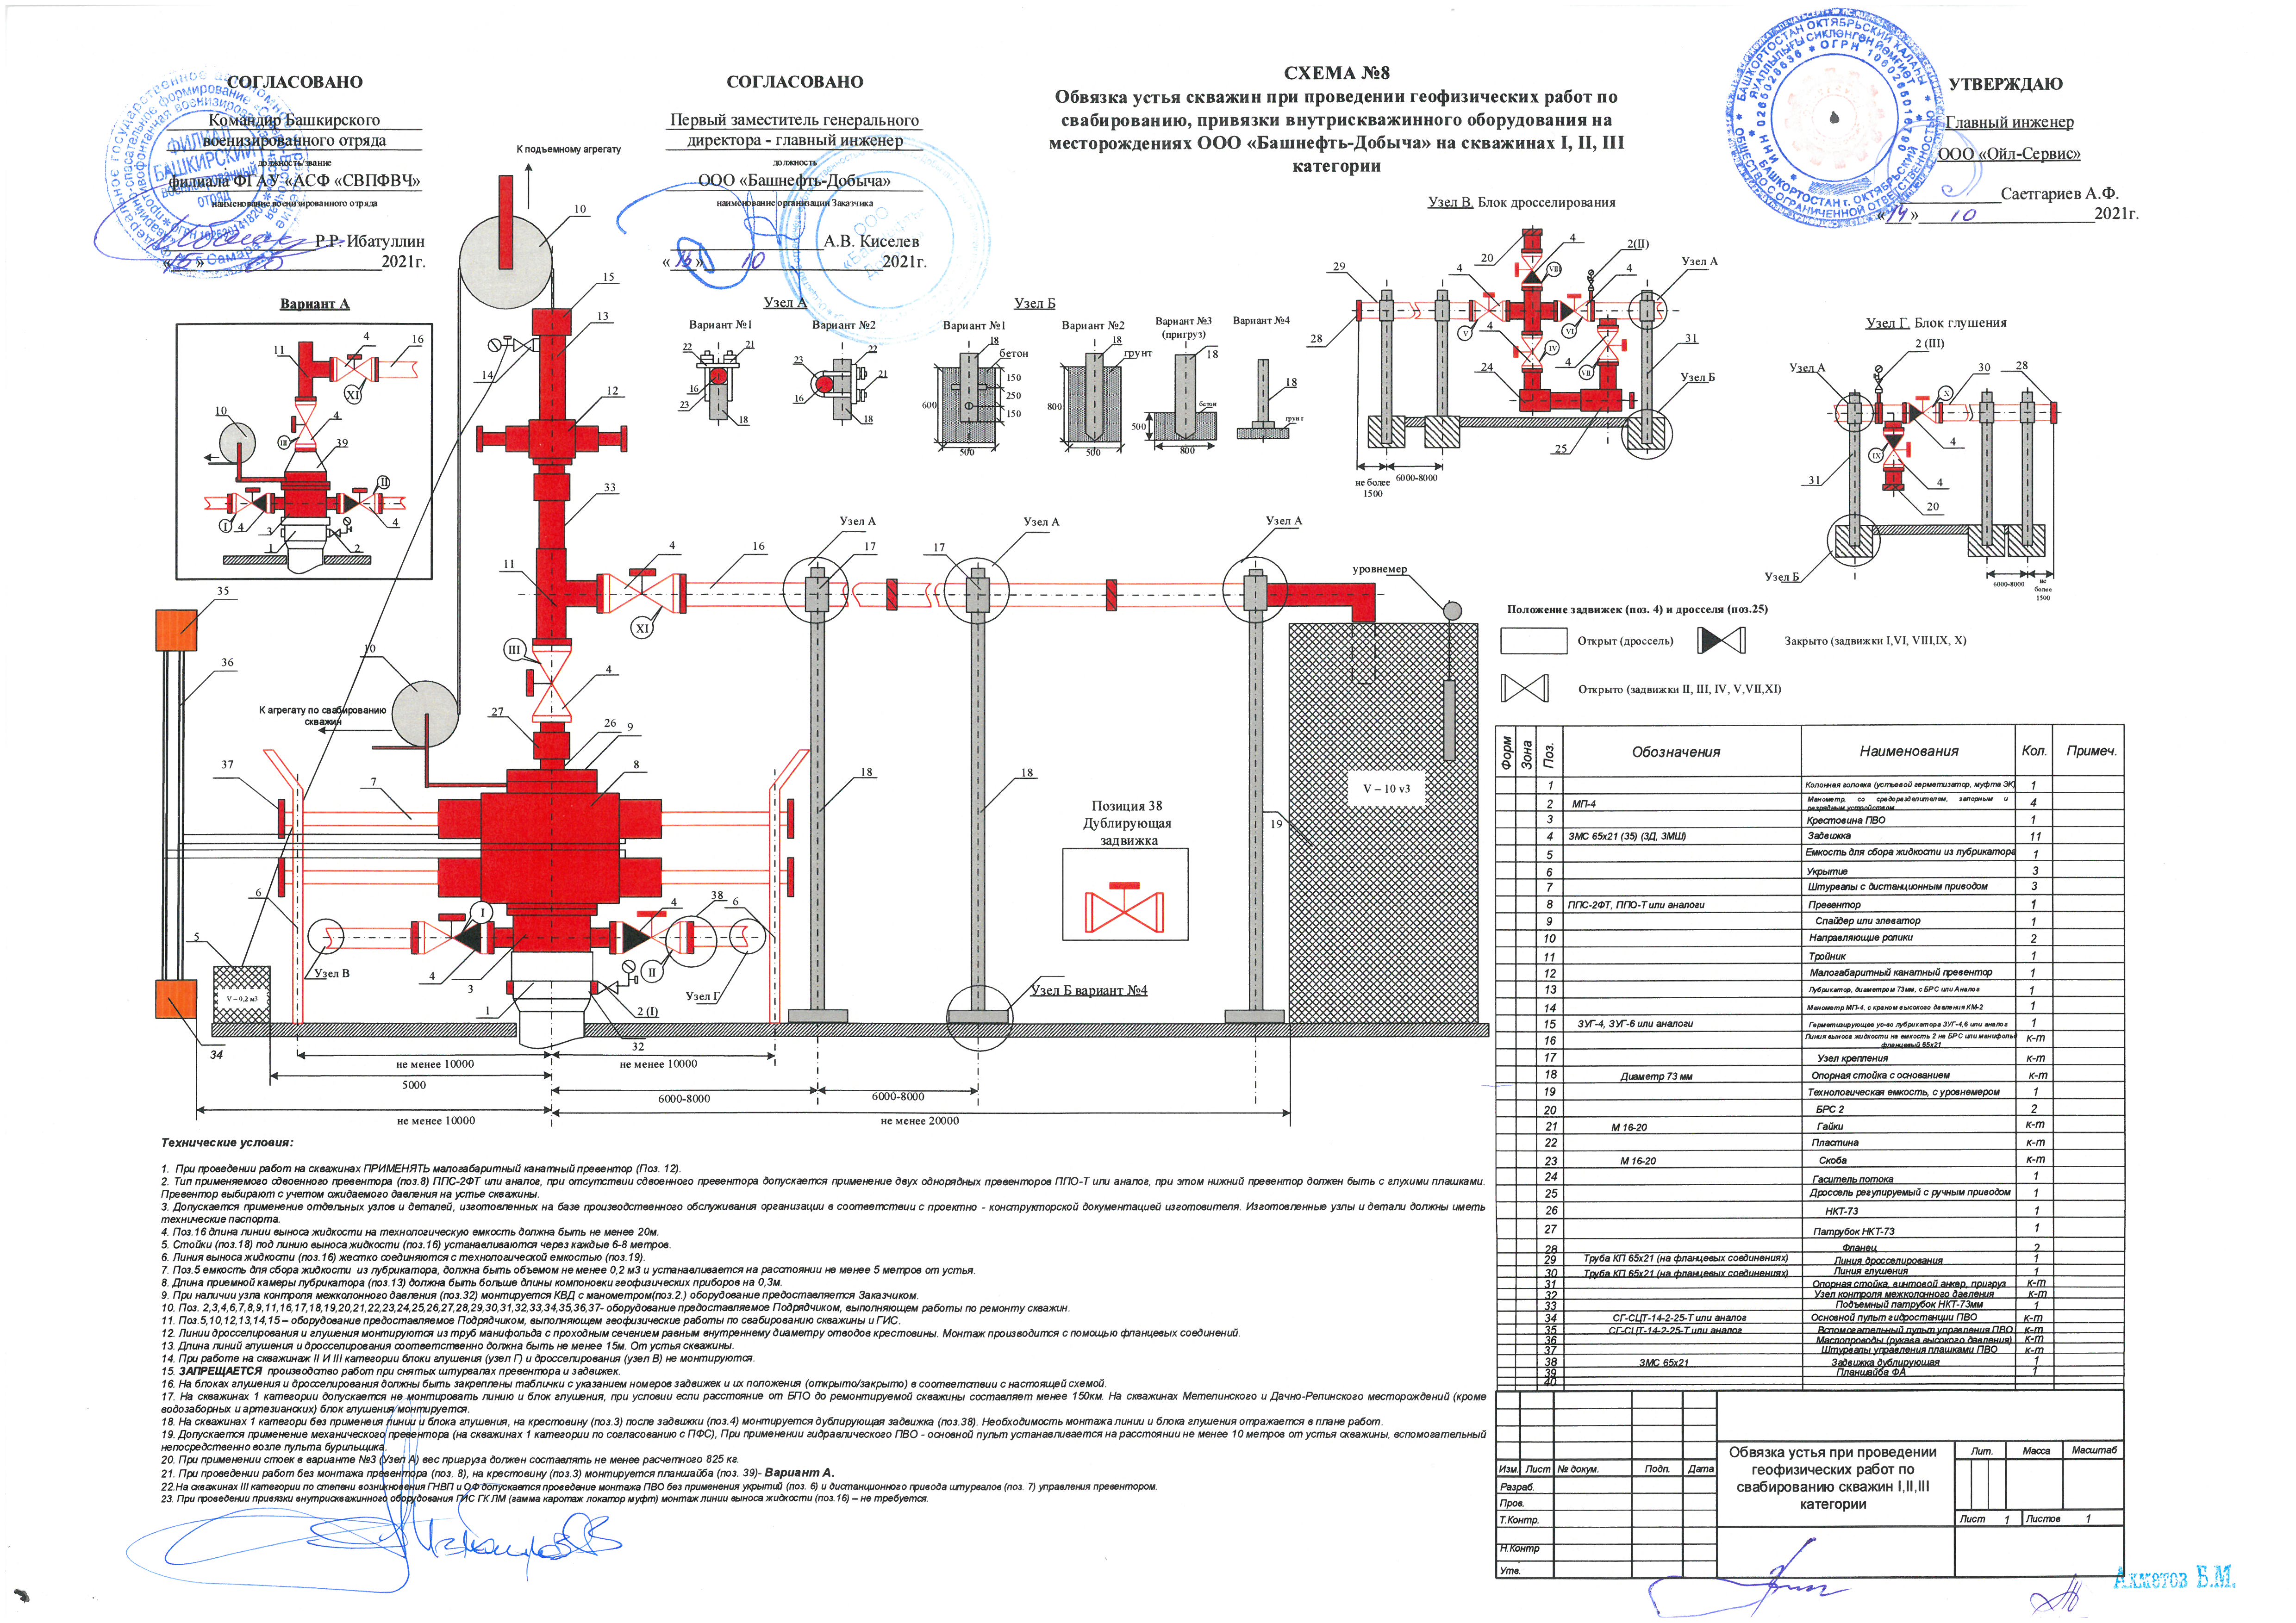 СОГЛАСОВАНО
Командир Башкирского
военизированного отряда
должность/звание
филиала ФГАУ «АСФ «СВПФВЧ»
наименование военизированного отряда
Р.Р. Ибатуллин
«15» 2021г.
СОГЛАСОВАНО
Первый заместитель генерального
директора - главный инженер
должность
ООО «Башнефть-Добыча»
наименование организации Заказчика
А.В. Киселев
« » 10 2021г.
СХЕМА №8
Обвязка устья скважин при проведении геофизических работ по
свабированию, привязки внутрискважинного оборудования на
месторождениях ООО «Башнефть-Добыча» на скважинах I, II, III
категории
УТВЕРЖДАЮ
Главный инженер
ООО «Ойл-Сервис»
Саетгариев А.Ф.
«14» 10 2021г.
ФИЛИАЛ
БАШКИРСКИЙ
военизированный
ОТРЯД
Вариант А
11
4
16
XI
10
III
4
39
II
I
4
3
1
2
4
К подъемному агрегату
10
15
13
14
12
33
11
4
16
XI
III
4
10
К агрегату по свабированию
скважин
27
26
9
8
7
35
36
37
6
5
V – 0,2 м3
34
Узел В
I
4
3
1
4
38
6
II
Узел Г
2 (I)
32
Узел А
17
Узел А
17
Узел А
18
18
19
уровнемер
V – 10 v3
Позиция 38
Дублирующая
задвижка
Узел Б вариант №4
не менее 10000
не менее 10000
5000
6000-8000
6000-8000
не менее 10000
не менее 20000
Узел А
Вариант №1
22
21
16
23
18
Вариант №2
23
22
21
16
18
Узел Б
Вариант №1
18
бетон
150
250
150
600
500
Вариант №2
18
грунт
800
500
Вариант №3
(пригруз)
18
бетон
500
800
Вариант №4
18
грунт
Узел В. Блок дросселирования
29
28
4
20
4
VIII
2(II)
4
Узел А
V
VI
4
IV
4
VII
24
31
Узел Б
25
не более
1500
6000-8000
Узел Г. Блок глушения
2 (III)
Узел А
30
28
X
4
IX
31
4
20
Узел Б
6000-8000
не
более
1500
Положение задвижек (поз. 4) и дросселя (поз.25)
Открыт (дроссель)
Закрыто (задвижки I,VI, VIII,IX, X)
Открыто (задвижки II, III, IV, V,VII,XI)
Форм Зона Поз. Обозначения Наименования Кол. Примеч.
1 Колонная головка (устьевой герметизатор, муфта ЭК) 1
2 МП-4 Манометр, со средоразделителем, запорным и разрядным устройством 4
3 Крестовина ПВО 1
4 ЗМС 65х21 (35) (ЗД, ЗМШ) Задвижка 11
5 Емкость для сбора жидкости из лубрикатора 1
6 Укрытие 3
7 Штурвалы с дистанционным приводом 3
8 ППС-2ФТ, ППО-Т или аналоги Превентор 1
9 Спайдер или элеватор 1
10 Направляющие ролики 2
11 Тройник 1
12 Малогабаритный канатный превентор 1
13 Лубрикатор, диаметром 73мм, с БРС или Аналоа 1
14 Манометр МП-4, с краном высокого давления КМ-2 1
15 ЗУГ-4, ЗУГ-6 или аналоги Герметизирующее ус-во лубрикатора ЗУГ-4,6 или аналог 1
16 Линия выноса жидкости на емкость 2 на БРС или манифольд фланцевый 65х21 к-т
17 Узел крепления к-т
18 Диаметр 73 мм Опорная стойка с основанием к-т
19 Технологическая емкость, с уровнемером 1
20 БРС 2 2
21 М 16-20 Гайки к-т
22 Пластина к-т
23 М 16-20 Скоба к-т
24 Гаситель потока 1
25 Дроссель регулируемый с ручным приводом 1
26 НКТ-73 1
27 Патрубок НКТ-73 1
28 Фланец 2
29 Труба КП 65х21 (на фланцевых соединениях) Линия дросселирования 1
30 Труба КП 65х21 (на фланцевых соединениях) Линия глушения 1
31 Опорная стойка, винтовой анкер, пригруз к-т
32 Узел контроля межколонного давления к-т
33 Подъемный патрубок НКТ-73мм 1
34 СГ-СЦТ-14-2-25-Т или аналог Основной пульт гидростанции ПВО к-т
35 СГ-СЦТ-14-2-25-Т или аналог Вспомогательный пульт управления ПВО к-т
36 Маслопроводы (рукава высокого давления) к-т
37 Штурвалы управления плашками ПВО к-т
38 ЗМС 65х21 Задвижка дублирующая 1
39 Планшайба ФА 1
40
Технические условия:
1. При проведении работ на скважинах ПРИМЕНЯТЬ малогабаритный канатный превентор (Поз. 12).
2. Тип применяемого сдвоенного превентора (поз.8) ППС-2ФТ или аналог, при отсутствии сдвоенного превентора допускается применение двух однорядных превенторов ППО-Т или аналог, при этом нижний превентор должен быть с глухими плашками.
Превентор выбирают с учетом ожидаемого давления на устье скважины.
3. Допускается применение отдельных узлов и деталей, изготовленных на базе производственного обслуживания организации в соответствии с проектно - конструкторской документацией изготовителя. Изготовленные узлы и детали должны иметь
технические паспорта.
4. Поз.16 длина линии выноса жидкости на технологическую емкость должна быть не менее 20м.
5. Стойки (поз.18) под линию выноса жидкости (поз.16) устанавливаются через каждые 6-8 метров.
6. Линия выноса жидкости (поз.16) жестко соединяются с технологической емкостью (поз.19).
7. Поз.5 емкость для сбора жидкости из лубрикатора, должна быть объемом не менее 0,2 м3 и устанавливается на расстоянии не менее 5 метров от устья.
8. Длина приемной камеры лубрикатора (поз.13) должна быть больше длины компоновки геофизических приборов на 0,3м.
9. При наличии узла контроля межколонного давления (поз.32) монтируется КВД с манометром(поз.2.) оборудование предоставляется Заказчиком.
10. Поз. 2,3,4,6,7,8,9,11,16,17,18,19,20,21,22,23,24,25,26,27,28,29,30,31,32,33,34,35,36,37- оборудование предоставляемое Подрядчиком, выполняющем работы по ремонту скважин.
11. Поз.5,10,12,13,14,15 – оборудование предоставляемое Подрядчиком, выполняющем геофизические работы по свабированию скважины и ГИС.
12. Линии дросселирования и глушения монтируются из труб манифольда с проходным сечением равным внутреннему диаметру отводов крестовины. Монтаж производится с помощью фланцевых соединений.
13. Длина линий глушения и дросселирования соответственно должна быть не менее 15м. От устья скважины.
14. При работе на скважинаж II И III категории блоки глушения (узел Г) и дросселирования (узел В) не монтируются.
15. ЗАПРЕЩАЕТСЯ производство работ при снятых штурвалах превентора и задвижек.
16. На блоках глушения и дросселирования должны быть закреплены таблички с указанием номеров задвижек и их положения (открыто/закрыто) в соответствии с настоящей схемой.
17. На скважинах 1 категории допускается не монтировать линию и блок глушения, при условии если расстояние от БПО до ремонтируемой скважины составляет менее 150км. На скважинах Метелинского и Дачно-Репинского месторождений (кроме
водозаборных и артезианских) блок глушения монтируется.
18. На скважинах 1 категори без применеия линии и блока глушения, на крестовину (поз.3) после задвижки (поз.4) монтируется дублирующая задвижка (поз.38). Необходимость монтажа линии и блока глушения отражается в плане работ.
19. Допускается применение механического превентора (на скважинах 1 категории по согласованию с ПФС), При применении гидравлического ПВО - основной пульт устанавливается на расстоянии не менее 10 метров от устья скважины, вспомогательный
непосредственно возле пульта бурильщика.
20. При применении стоек в варианте №3 (Узел А) вес пригруза должен составлять не менее расчетного 825 кг.
21. При проведении работ без монтажа превентора (поз. 8), на крестовину (поз.3) монтируется планшайба (поз. 39)- Вариант А.
22.На скважинах III категории по степени возникновения ГНВП и ОФ допускается проведение монтажа ПВО без применения укрытий (поз. 6) и дистанционного привода штурвалов (поз. 7) управления превентором.
23. При проведении привязки внутрискважинного оборудования ГИС ГК ЛМ (гамма каротаж локатор муфт) монтаж линии выноса жидкости (поз.16) – не требуется.
Изм. Лист № докум. Подп. Дата
Разраб.
Пров.
Т.Контр.
Н.Контр
Утв.
Обвязка устья при проведении
геофизических работ по
свабированию скважин I,II,III
категории
Лит. Масса Масштаб
Лист 1 Листов 1
Ахметов Б.М.